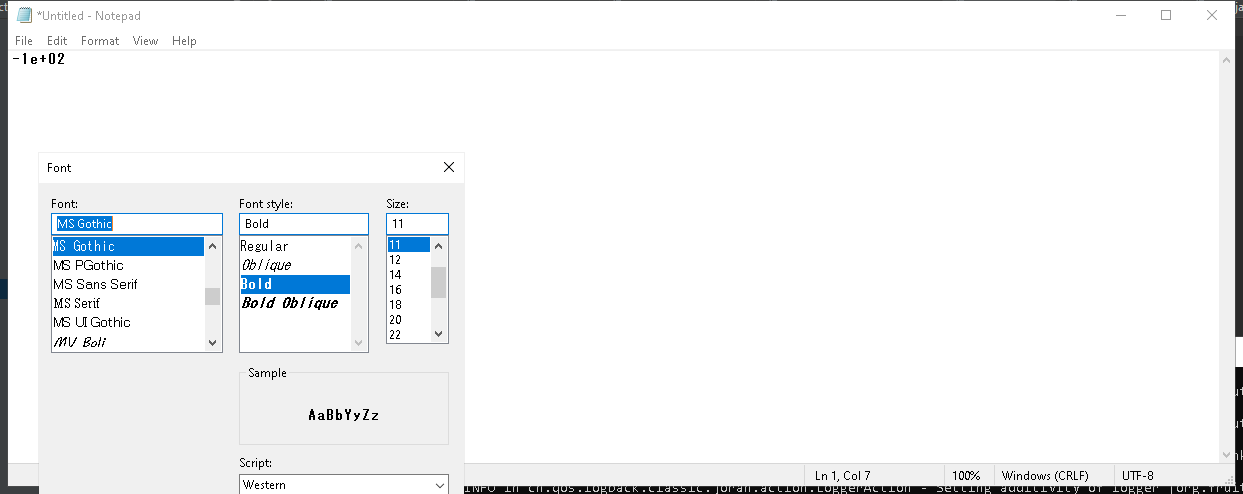 *Untitled - Notepad
File Edit Format View Help
-1e+02
Font
Font: Font style: Size:
MS Gothic Bold 11
MS Gothic Regular 11
MS PGothic Oblique 12
MS Sans Serif Bold 14
MS Serif Bold Oblique 16
MS UI Gothic 18
MV Boli 20
22
Sample
AaBbYyZz
Script:
Western
Ln 1, Col 7 100% Windows (CRLF) UTF-8
INFO in ch.qos.logback.classic.joran.action.LoggerAction - Setting additivity of logger